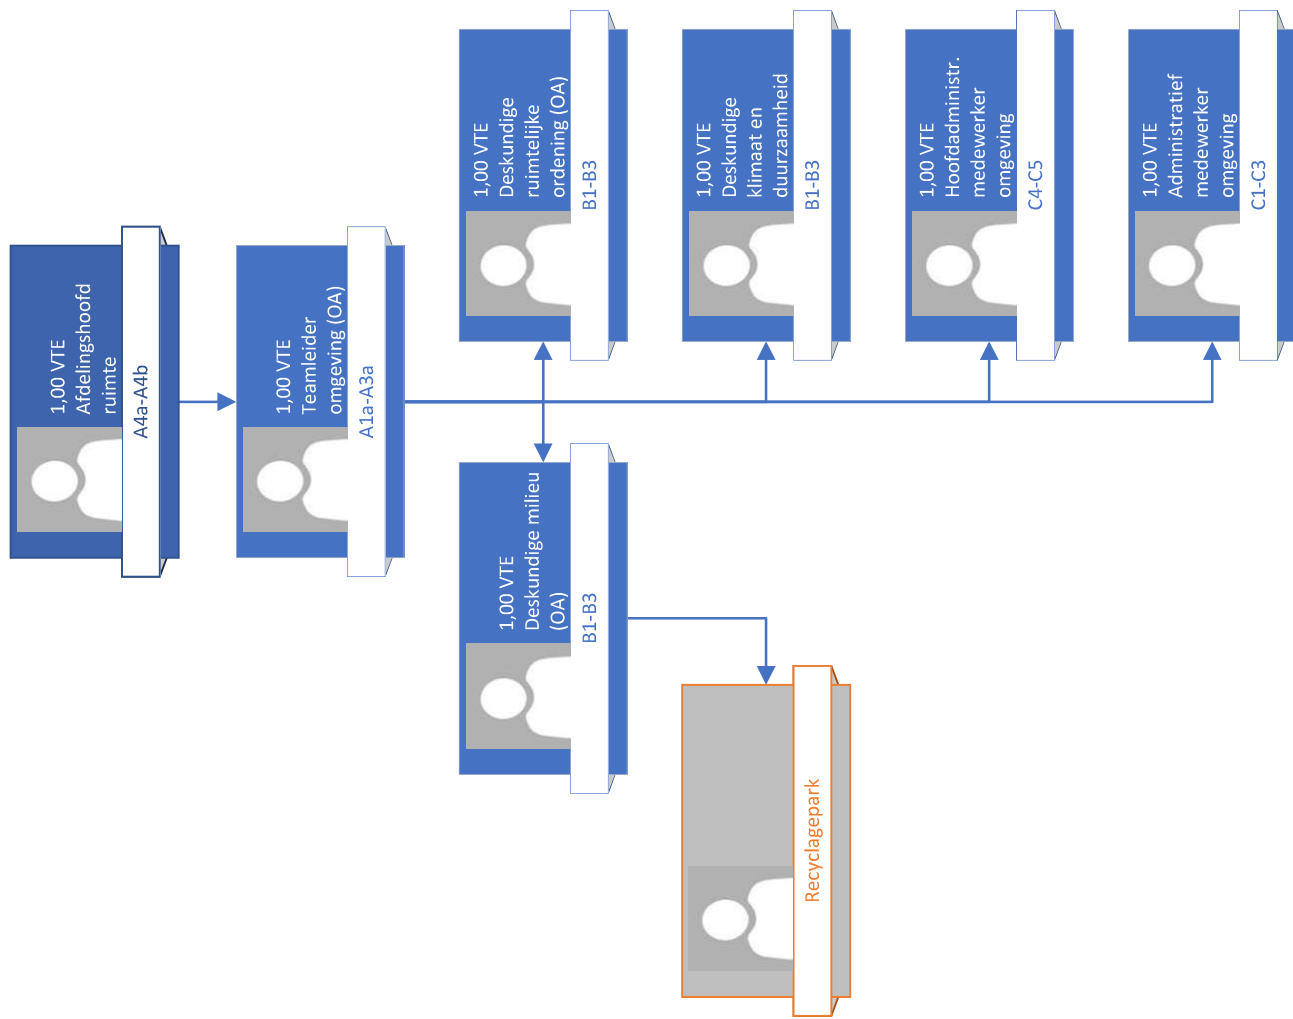 1,00 VTE
Afdelingshoofd
ruimte
A4a-A4b
1,00 VTE
Teamleider
omgeving (OA)
A1a-A3a
1,00 VTE
Deskundige milieu
(OA)
B1-B3
1,00 VTE
Deskundige
ruimtelijke
ordening (OA)
B1-B3
Recyclagepark
1,00 VTE
Deskundige
klimaat en
duurzaamheid
B1-B3
1,00 VTE
Hoofdadministr.
medewerker
omgeving
C4-C5
1,00 VTE
Administratief
medewerker
omgeving
C1-C3